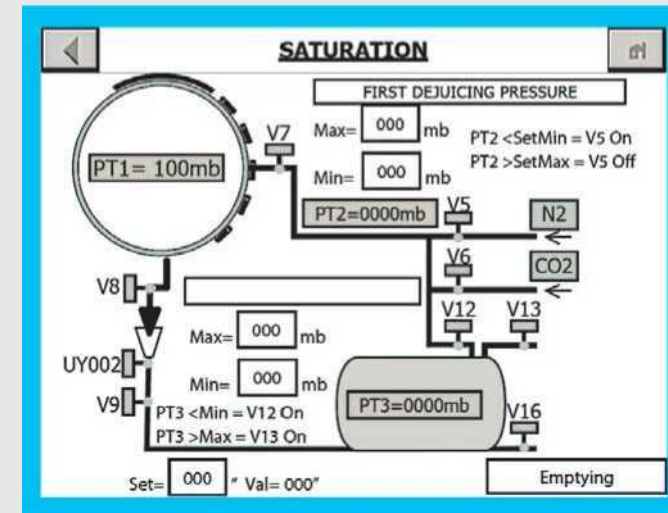 SATURATION
FIRST DEJUICING PRESSURE
V7
Max= 000 mb
PT2 <SetMin = V5 On
PT2 >SetMax = V5 Off
Min= 000 mb
PT1= 100mb
PT2=0000mb
V5
N2
V6
CO2
V8
V12
V13
Max= 000 mb
UY002
Min= 000 mb
V9
PT3 <Min = V12 On
PT3 >Max = V13 On
PT3=0000mb
V16
Set= 000 " Val= 000"
Emptying